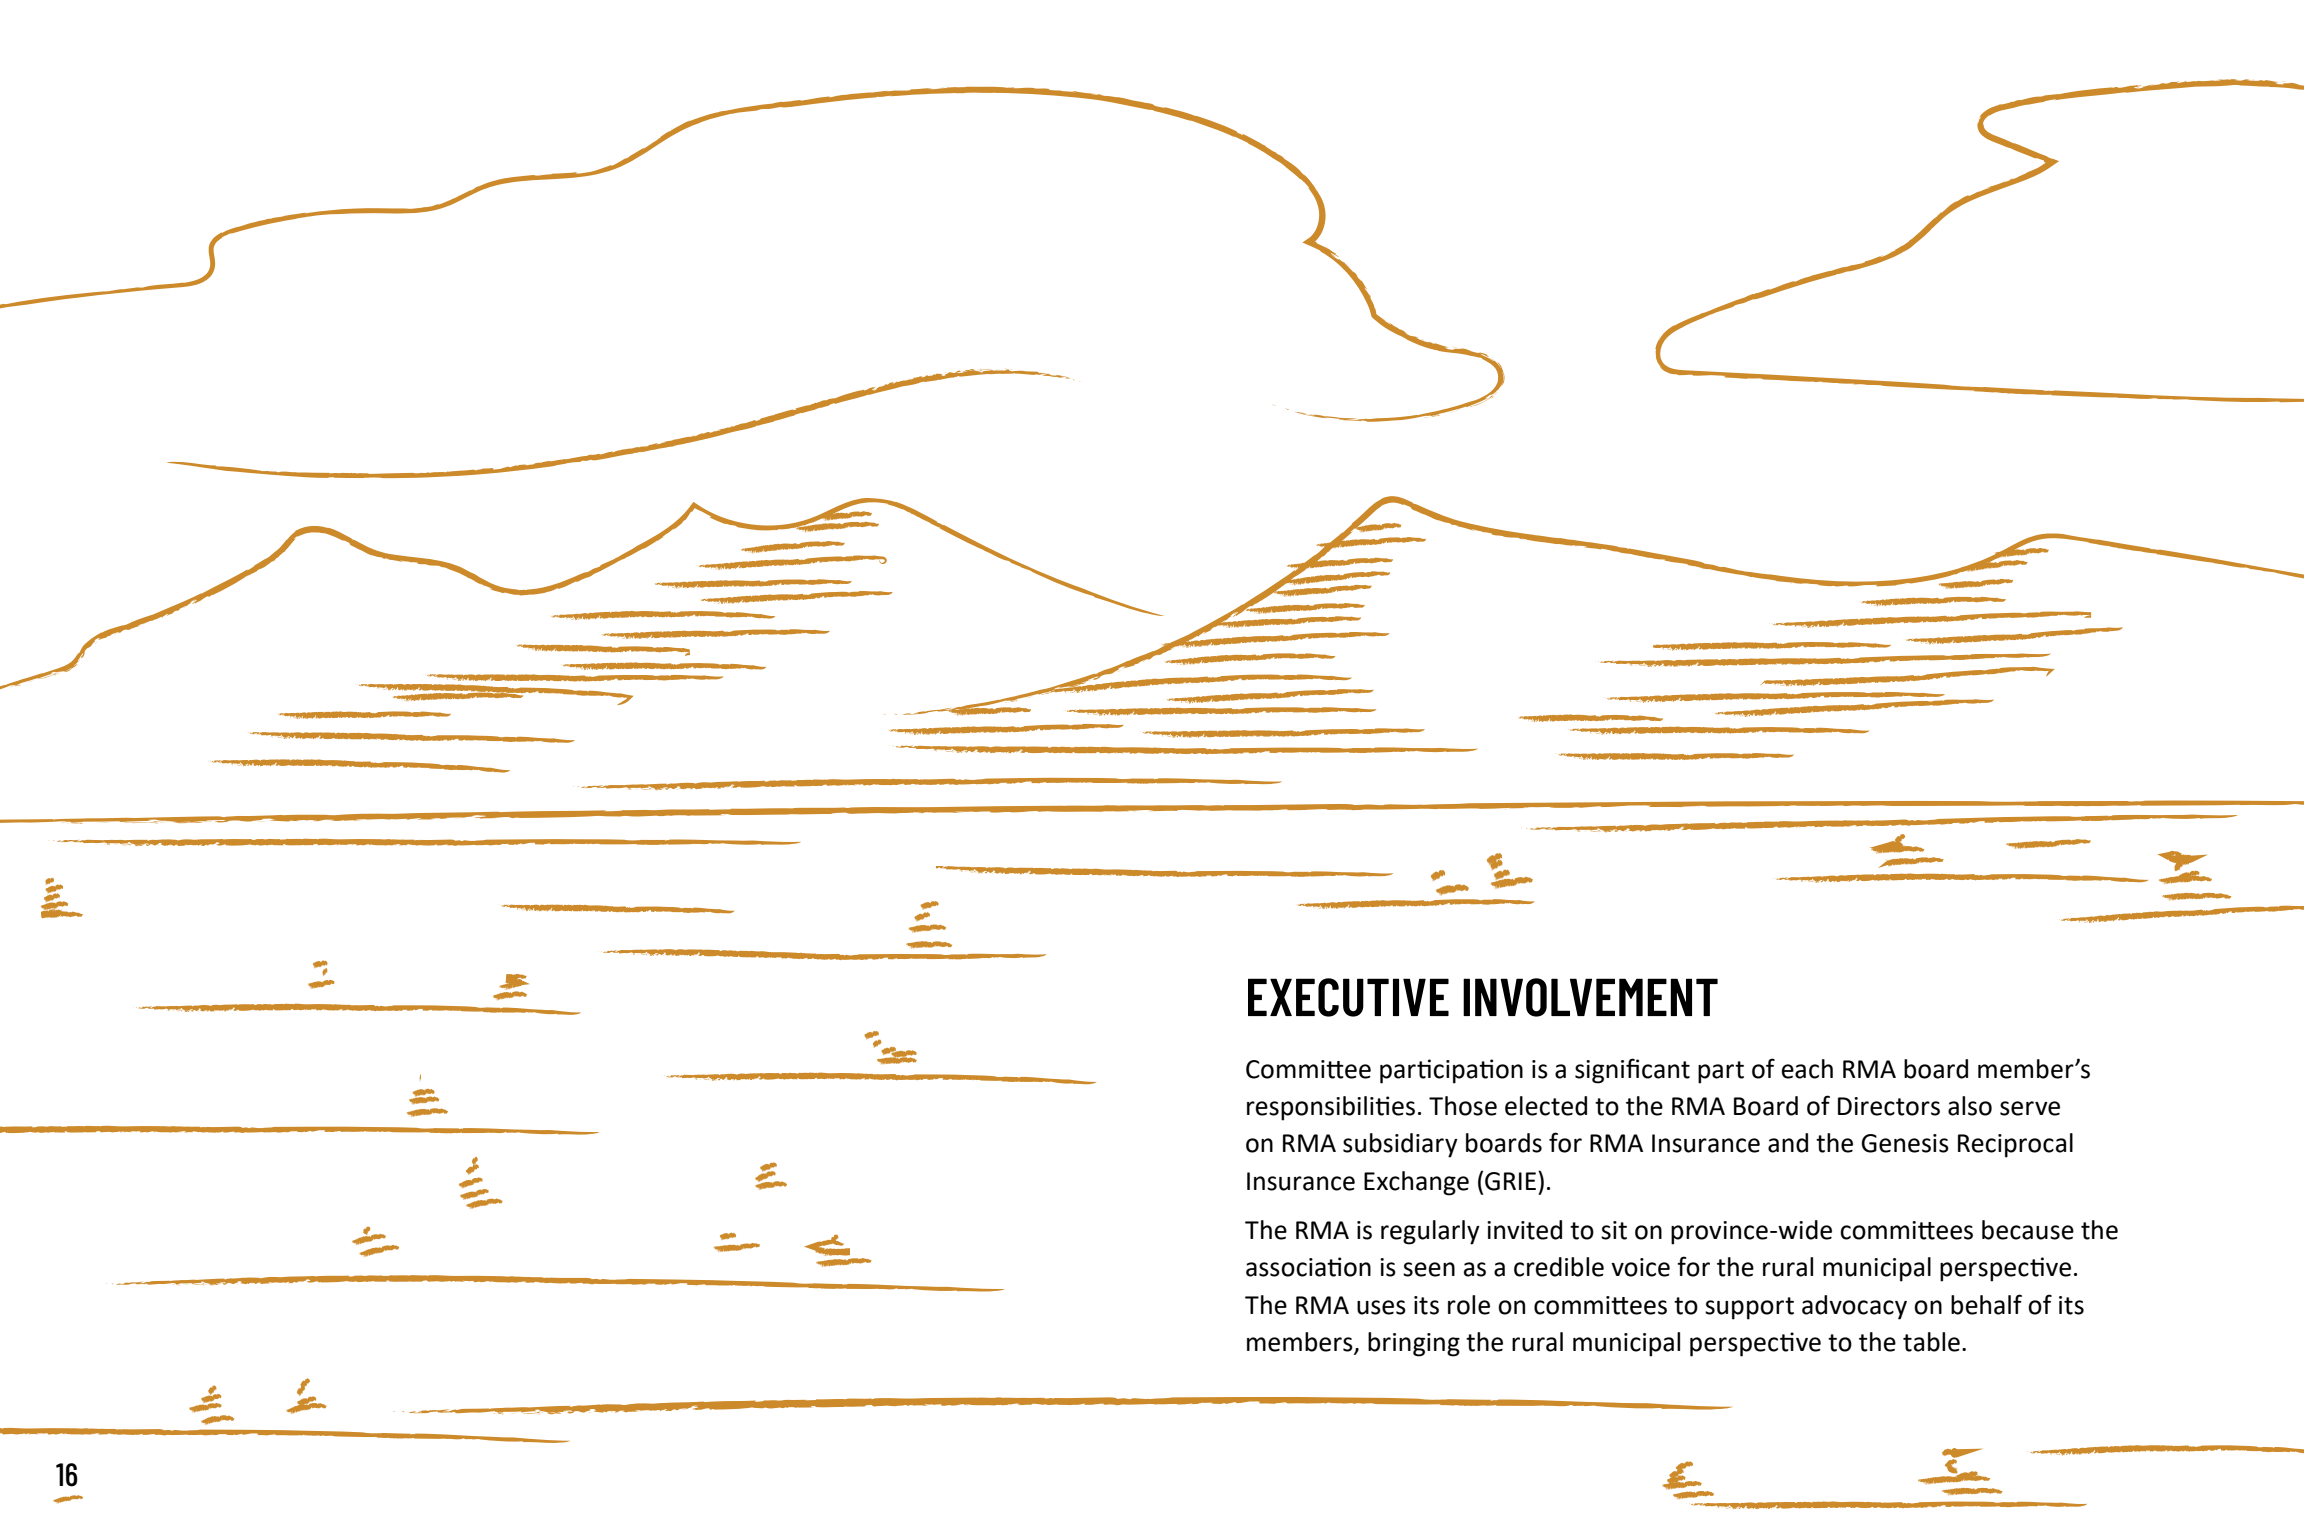 EXECUTIVE INVOLVEMENT
Committee participation is a significant part of each RMA board member’s
responsibilities. Those elected to the RMA Board of Directors also serve
on RMA subsidiary boards for RMA Insurance and the Genesis Reciprocal
Insurance Exchange (GRIE).
The RMA is regularly invited to sit on province-wide committees because the
association is seen as a credible voice for the rural municipal perspective.
The RMA uses its role on committees to support advocacy on behalf of its
members, bringing the rural municipal perspective to the table.
16